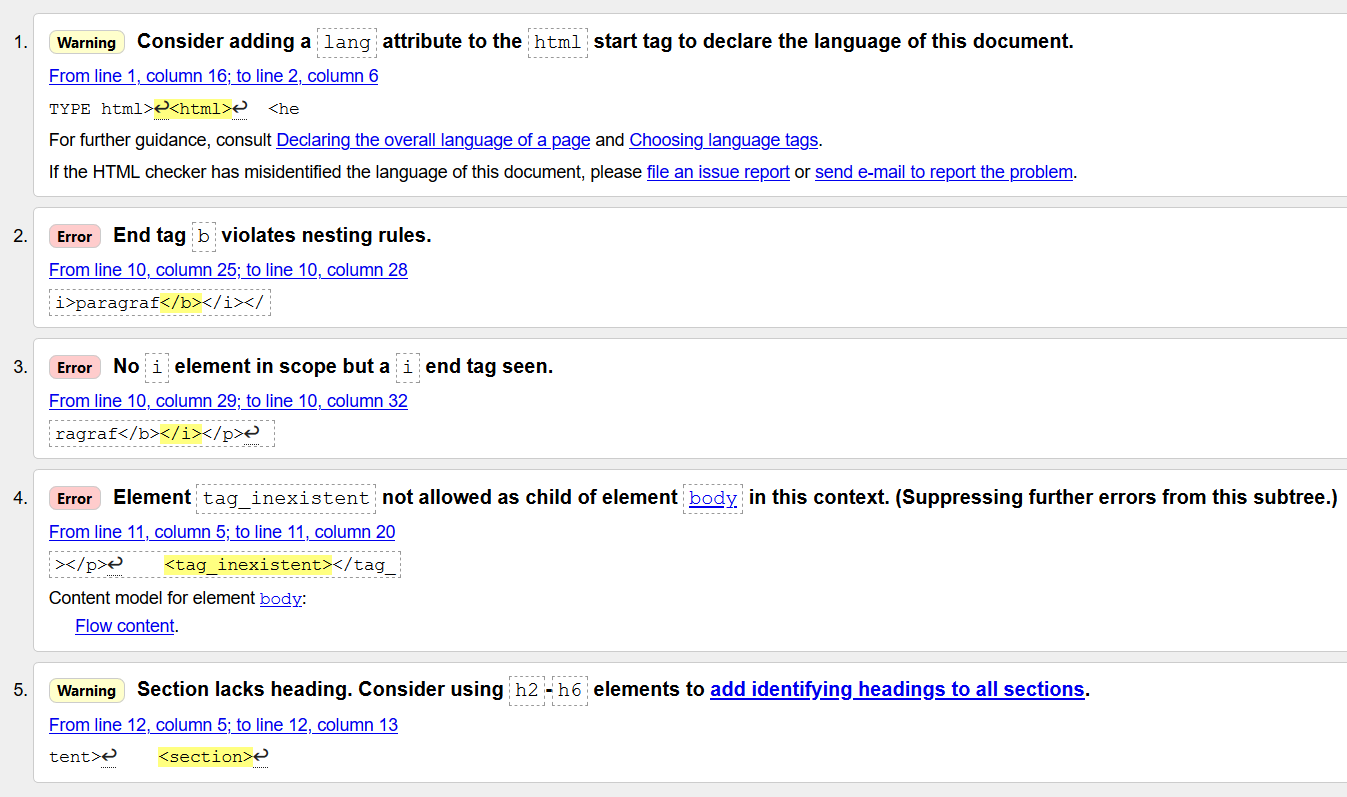 1. Warning Consider adding a lang attribute to the html start tag to declare the language of this document.
From line 1, column 16; to line 2, column 6
TYPE html>↩<html>↩  <he
For further guidance, consult Declaring the overall language of a page and Choosing language tags.
If the HTML checker has misidentified the language of this document, please file an issue report or send e-mail to report the problem.
2. Error End tag b violates nesting rules.
From line 10, column 25; to line 10, column 28
i>paragraf</b></i></
3. Error No i element in scope but a i end tag seen.
From line 10, column 29; to line 10, column 32
ragraf</b></i></p>↩
4. Error Element tag_inexistent not allowed as child of element body in this context. (Suppressing further errors from this subtree.)
From line 11, column 5; to line 11, column 20
></p>↩    <tag_inexistent></tag_
Content model for element body:
Flow content.
5. Warning Section lacks heading. Consider using h2-h6 elements to add identifying headings to all sections.
From line 12, column 5; to line 12, column 13
tent>↩    <section>↩